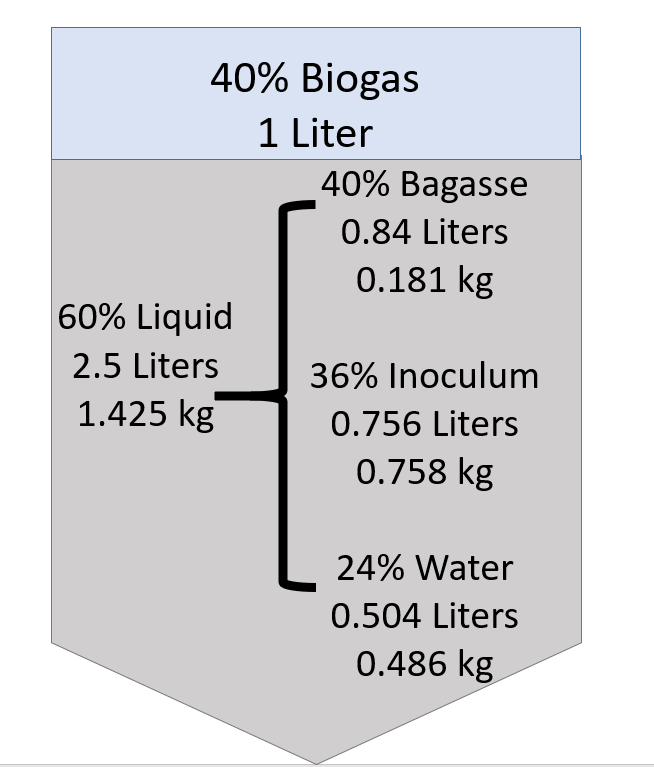 40% Biogas
1 Liter
60% Liquid
2.5 Liters
1.425 kg
40% Bagasse
0.84 Liters
0.181 kg
36% Inoculum
0.756 Liters
0.758 kg
24% Water
0.504 Liters
0.486 kg